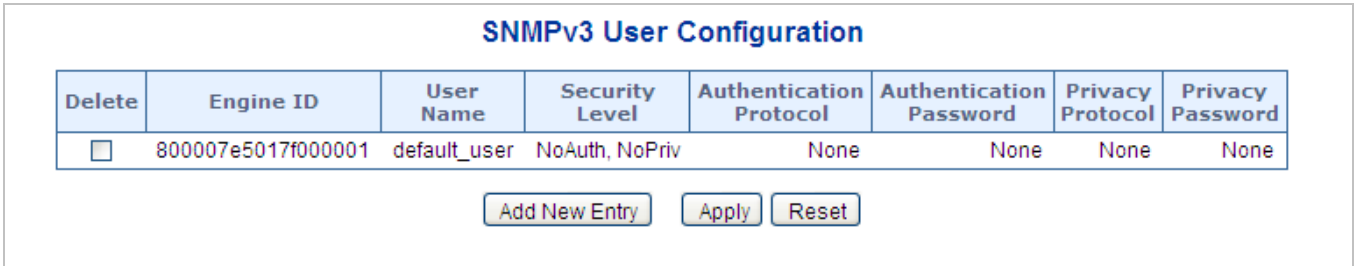 SNMPv3 User Configuration
Delete Engine ID User Name Security Level Authentication Protocol Authentication Password Privacy Protocol Privacy Password
800007e5017f000001 default_user NoAuth, NoPriv None None None None
Add New Entry Apply Reset